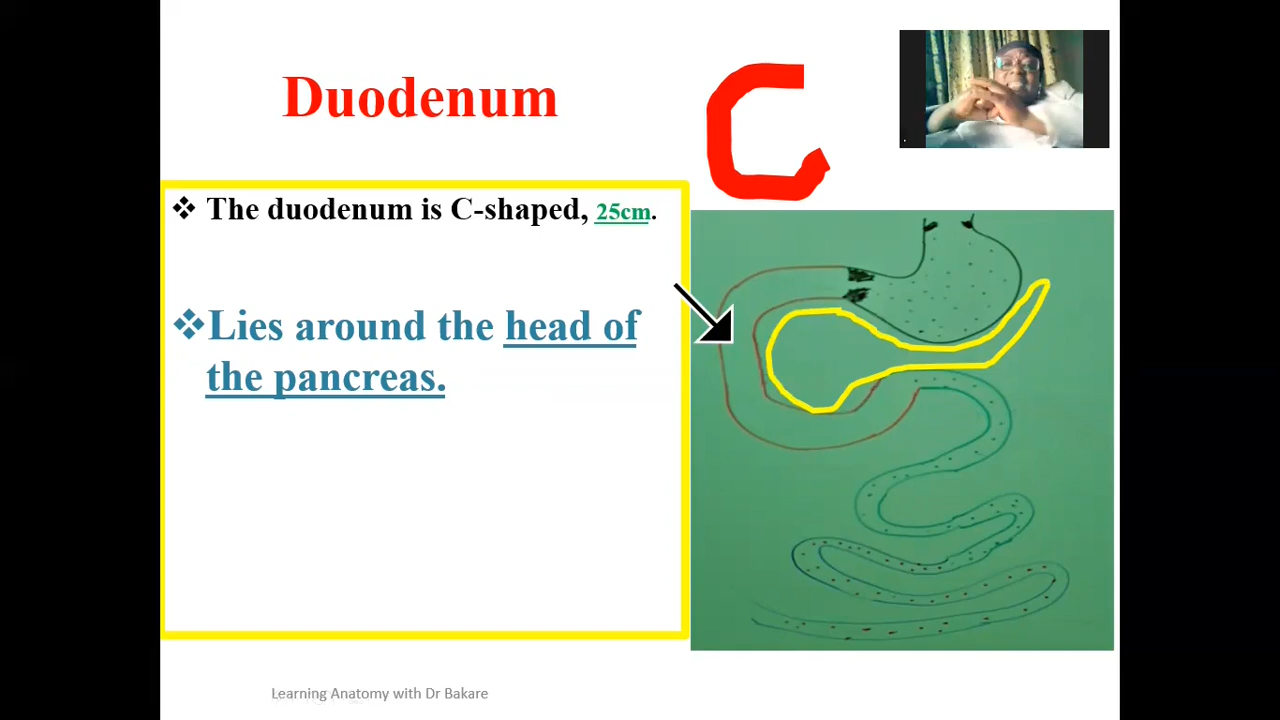 Duodenum
❖ The duodenum is C-shaped, 25cm.
❖Lies around the head of
the pancreas.
Learning Anatomy with Dr Bakare